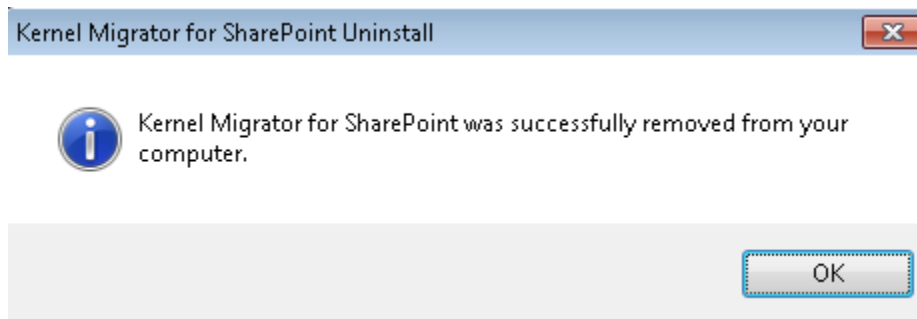 Kernel Migrator for SharePoint Uninstall
Kernel Migrator for SharePoint was successfully removed from your
computer.
OK